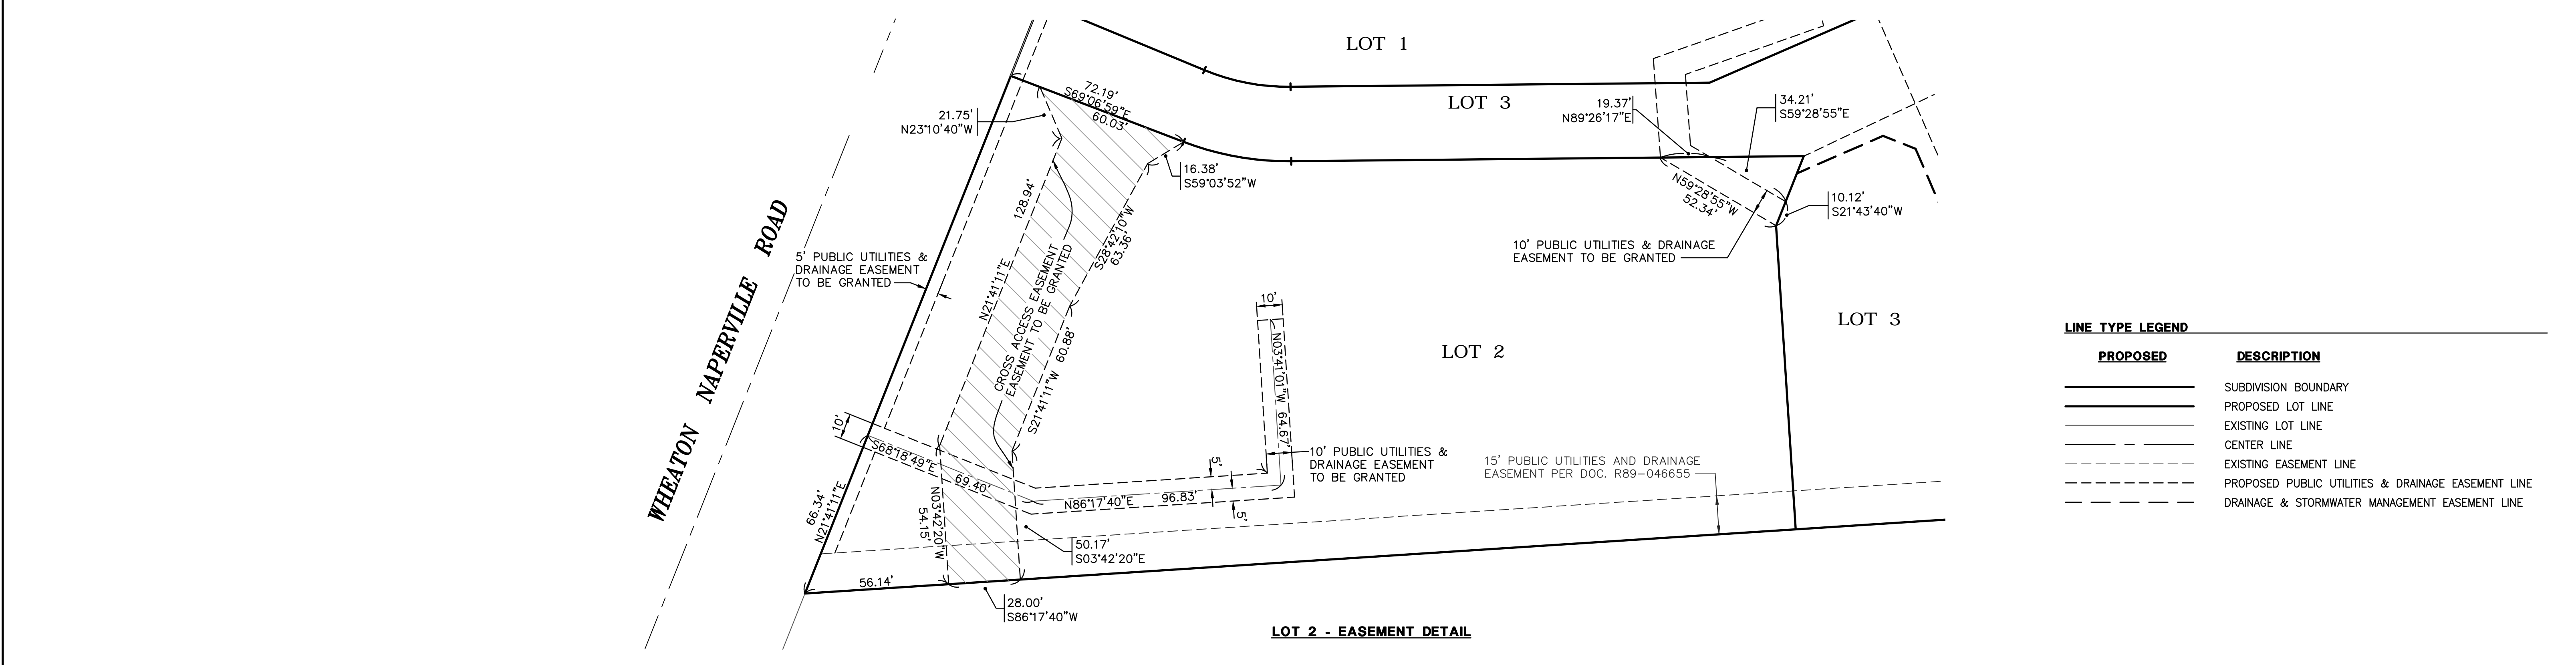 LOT 1
LOT 3
72.19'
S69°06'59"E
60.03'
21.75'
N23°10'40"W
16.38'
S59°03'52"W
19.37'
N89°26'17"E
34.21'
S59°28'55"E
N59°28'55"W
52.34'
10.12'
S21°43'40"W
10' PUBLIC UTILITIES & DRAINAGE
EASEMENT TO BE GRANTED
WHEATON NAPERVILLE ROAD
5' PUBLIC UTILITIES &
DRAINAGE EASEMENT
TO BE GRANTED
N21°41'11"E 128.94'
CROSS ACCESS EASEMENT
EASEMENT TO BE GRANTED
S28°42'10"W
63.36'
S21°41'11"W 60.88'
10'
N03°41'01"W 64.67'
LOT 2
LOT 3
10'
S68°18'49"E
69.40'
N86°17'40"E 96.83'
5'
5'
10' PUBLIC UTILITIES &
DRAINAGE EASEMENT
TO BE GRANTED
15' PUBLIC UTILITIES AND DRAINAGE
EASEMENT PER DOC. R89-046655
66.34'
N21°41'11"E
N03°42'20"W
54.15'
50.17'
S03°42'20"E
56.14'
28.00'
S86°17'40"W
LOT 2 - EASEMENT DETAIL
LINE TYPE LEGEND
PROPOSED DESCRIPTION
SUBDIVISION BOUNDARY
PROPOSED LOT LINE
EXISTING LOT LINE
CENTER LINE
EXISTING EASEMENT LINE
PROPOSED PUBLIC UTILITIES & DRAINAGE EASEMENT LINE
DRAINAGE & STORMWATER MANAGEMENT EASEMENT LINE